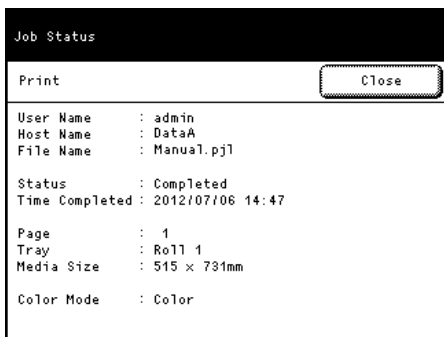 Job Status
Print Close
User Name : admin
Host Name : DataA
File Name : Manual.pjl
Status : Completed
Time Completed : 2012/07/06 14:47
Page : 1
Tray : Roll 1
Media Size : 515 × 731mm
Color Mode : Color